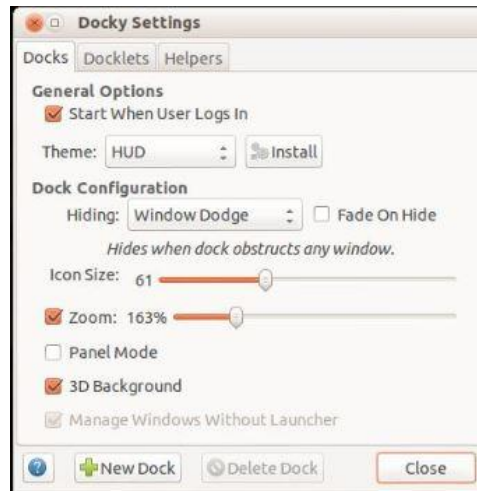 Docky Settings
Docks Docklets Helpers
General Options
Start When User Logs In
Theme: HUD Install
Dock Configuration
Hiding: Window Dodge Fade On Hide
Hides when dock obstructs any window.
Icon Size: 61
Zoom: 163%
Panel Mode
3D Background
Manage Windows Without Launcher
? New Dock Delete Dock Close